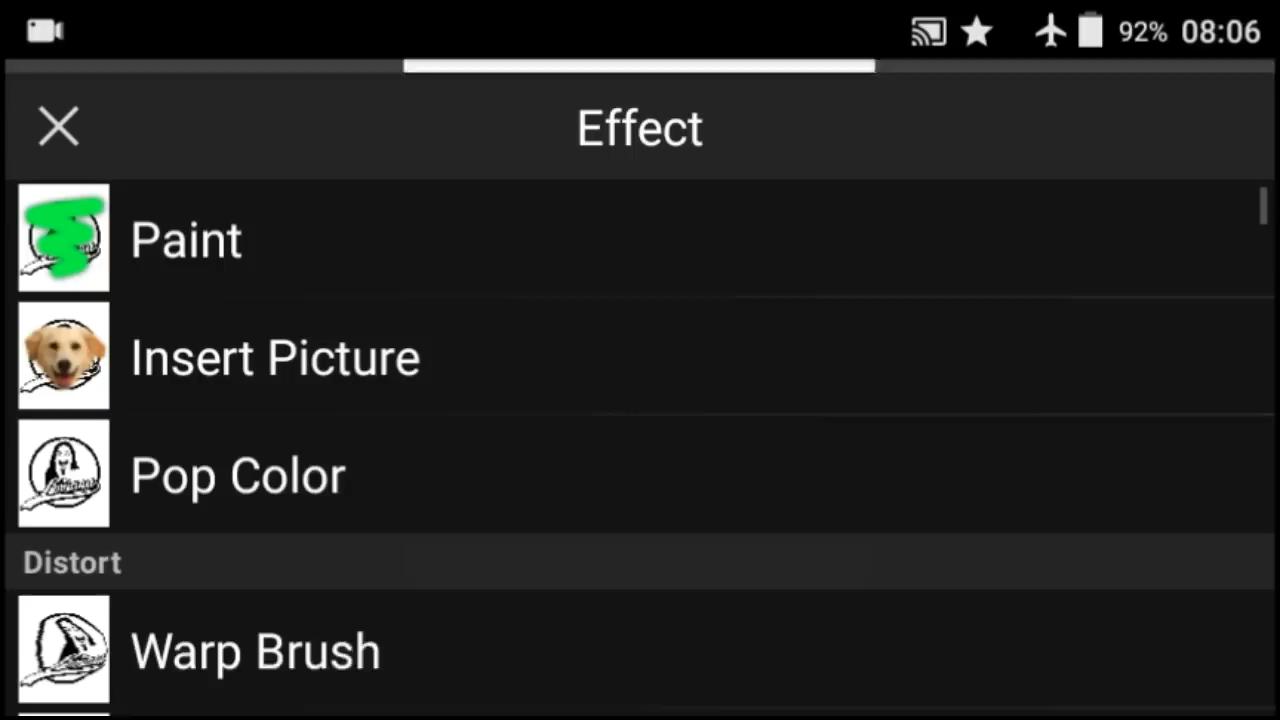 92% 08:06
Effect
Paint
Insert Picture
Pop Color
Distort
Warp Brush